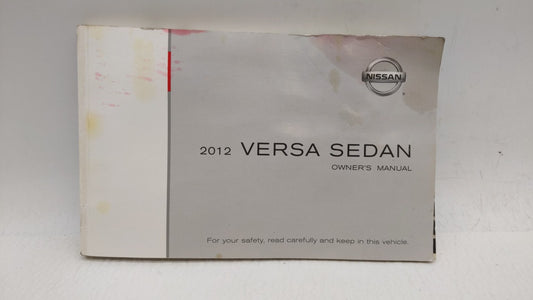 NISSAN
2012 VERSA SEDAN
OWNER'S MANUAL
For your safety, read carefully and keep in this vehicle.